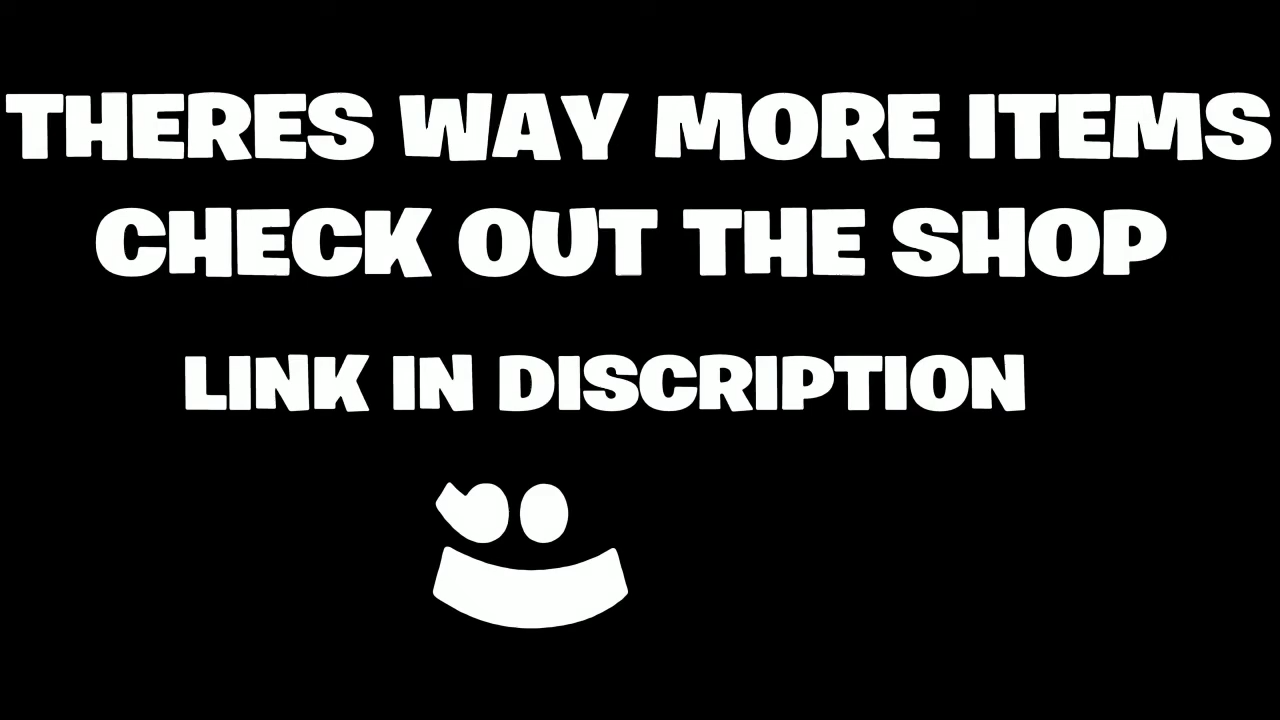 THERES WAY MORE ITEMS
CHECK OUT THE SHOP
LINK IN DISCRIPTION